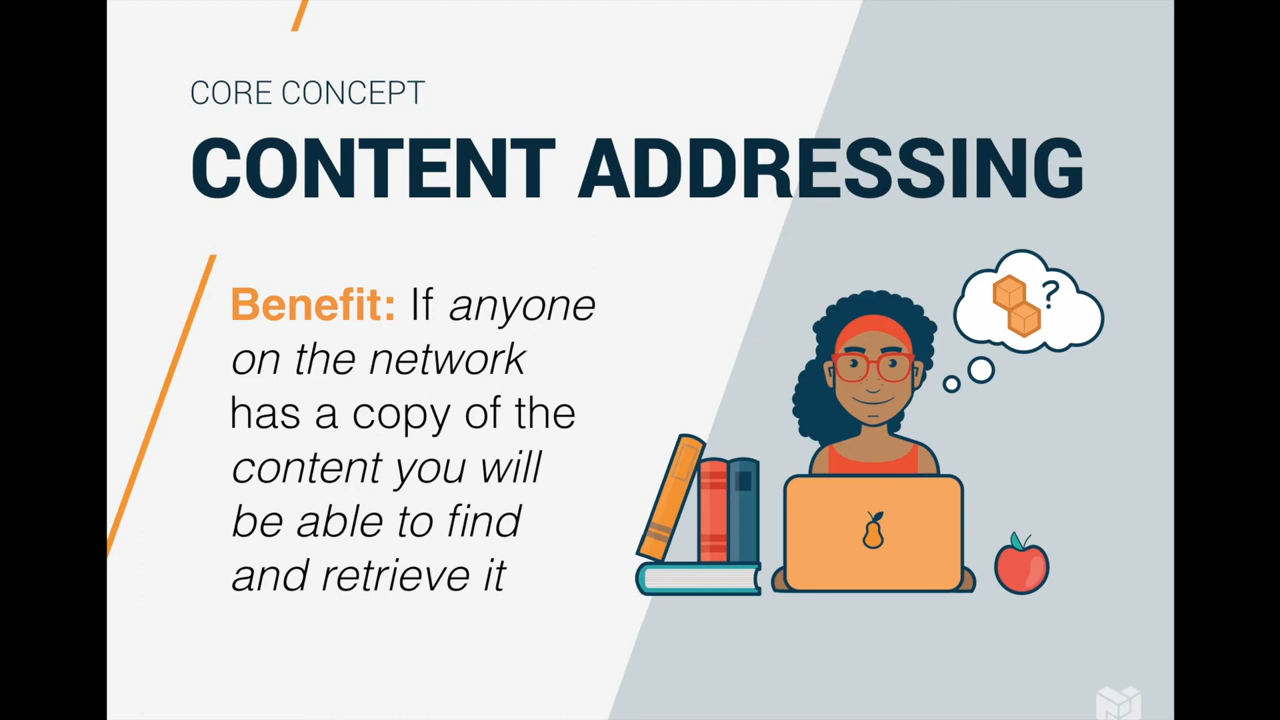 CORE CONCEPT
CONTENT ADDRESSING
Benefit: If anyone
on the network
has a copy of the
content you will
be able to find
and retrieve it
?